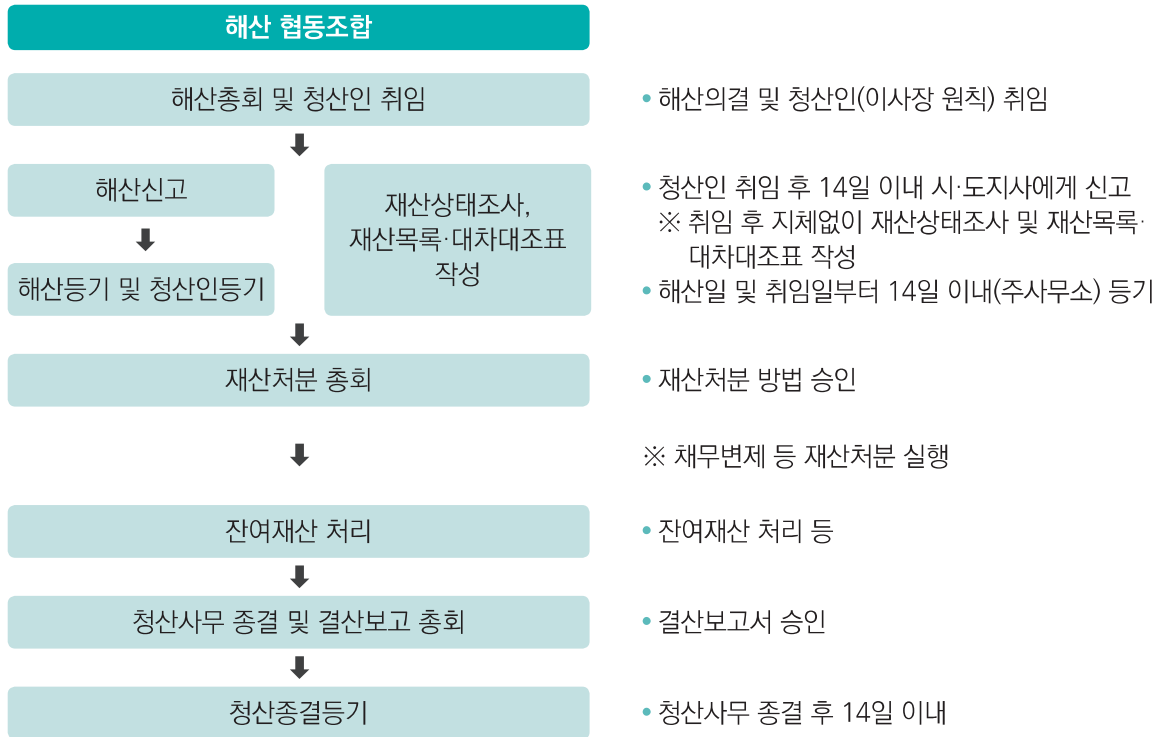 해산 협동조합
해산총회 및 청산인 취임
• 해산의결 및 청산인(이사장 원칙) 취임
해산신고
재산상태조사,
재산목록·대차대조표
작성
• 청산인 취임 후 14일 이내 시·도지사에게 신고
※ 취임 후 지체없이 재산상태조사 및 재산목록·
대차대조표 작성
해산등기 및 청산인등기
• 해산일 및 취임일부터 14일 이내(주사무소) 등기
재산처분 총회
• 재산처분 방법 승인
※ 채무변제 등 재산처분 실행
잔여재산 처리
• 잔여재산 처리 등
청산사무 종결 및 결산보고 총회
• 결산보고서 승인
청산종결등기
• 청산사무 종결 후 14일 이내